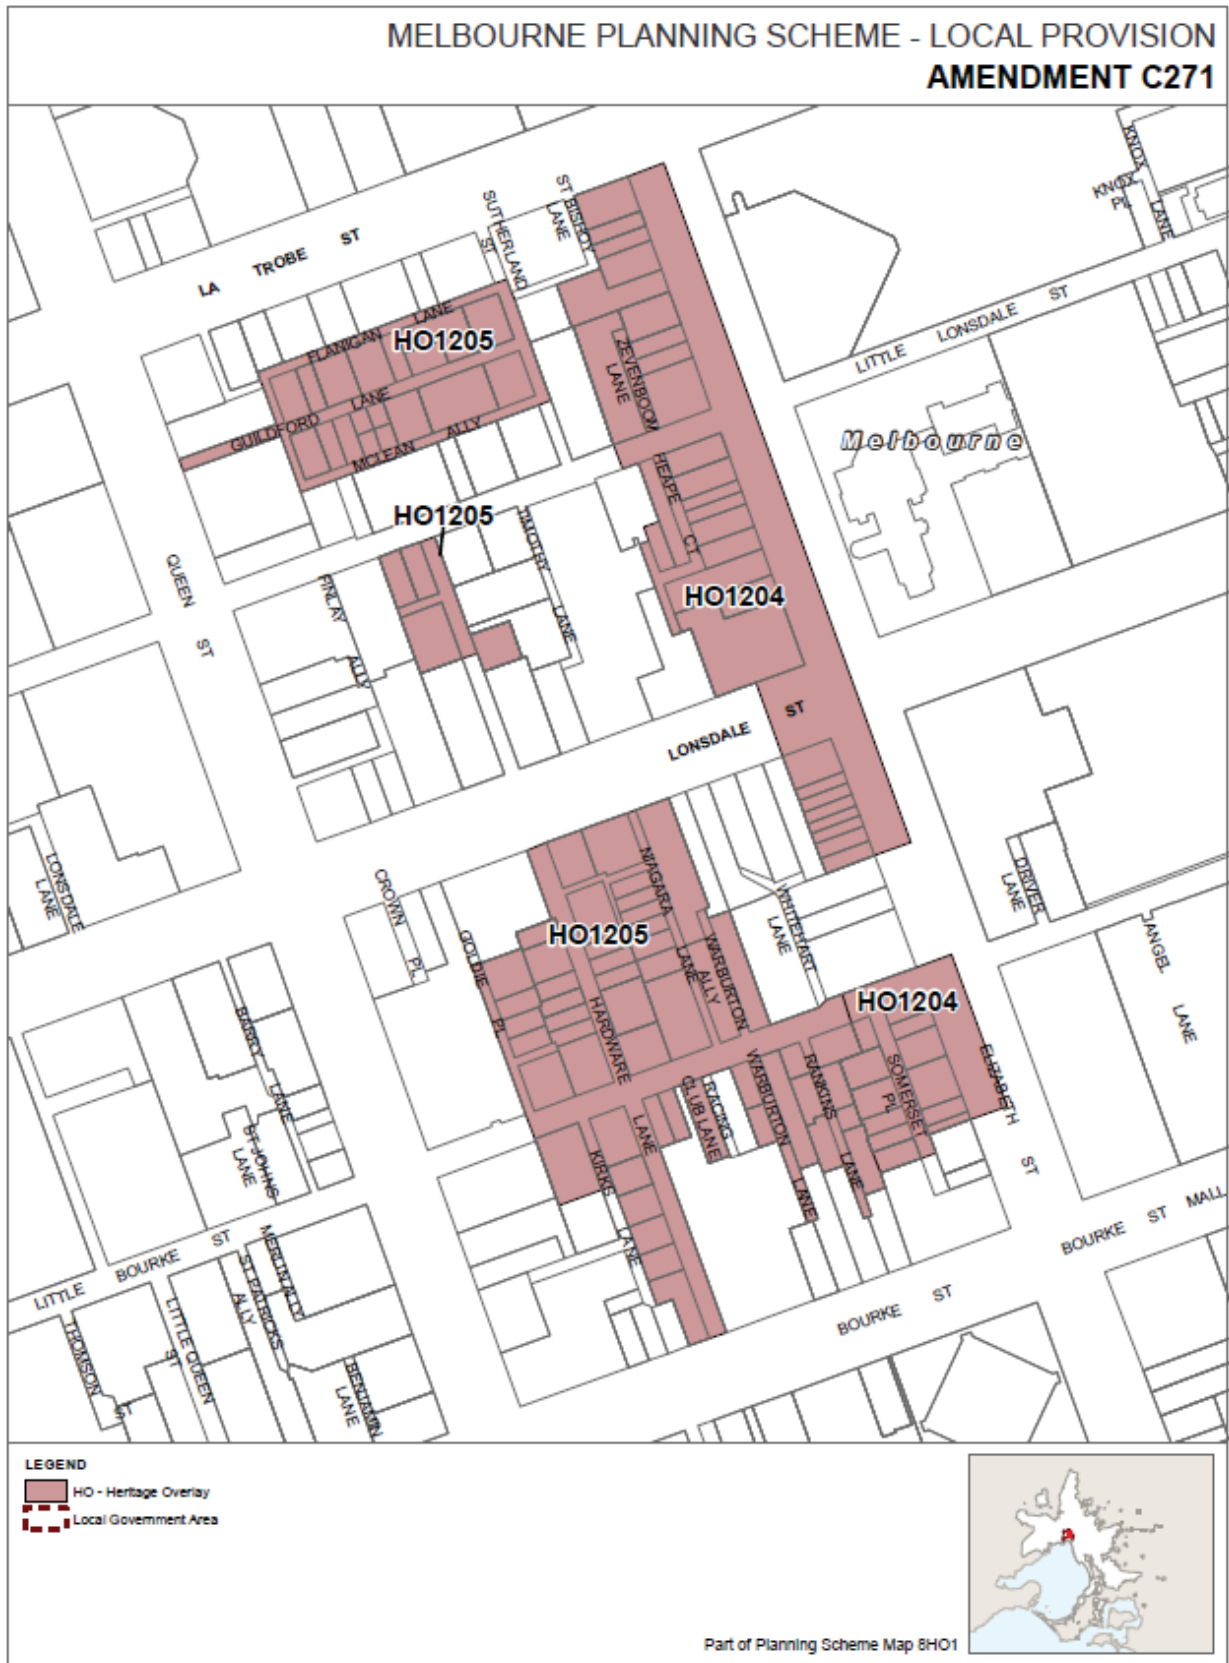 MELBOURNE PLANNING SCHEME - LOCAL PROVISION
AMENDMENT C271
KNOX LANE
KNOX PL
ST BISHOY LANE
SUTHERLAND ST
LA TROBE ST
LITTLE LONSDALE ST
FLANIGAN LANE
HO1205
ZEVENBOOM LANE
GUILDFORD LANE
MCLEAN ALLY
Melbourne
HEAPE CT
HO1205
TIMOTHY LANE
QUEEN ST
FINLAY ALLY
HO1204
LONSDALE ST
LONSDALE LANE
CROWN PL
GOLDIE PL
NIAGARA LANE
WHITEHART LANE
DRIVER LANE
ANGEL LANE
HO1205
WARBURTON ALLY
HO1204
HARDWARE LANE
BARRY LANE
ST JOHNS LANE
KIRKS LANE
RACING CLUB LANE
WARBURTON LANE
RANKINS LANE
SOMERSET PL
ELIZABETH ST
BOURKE ST MALL
BOURKE ST
LITTLE BOURKE ST
MERLIN ALLY
ST PATRICKS ALLY
LITTLE QUEEN ST
THOMSON ST
BENJAMIN LANE
LEGEND
HO - Heritage Overlay
Local Government Area
Part of Planning Scheme Map 8HO1